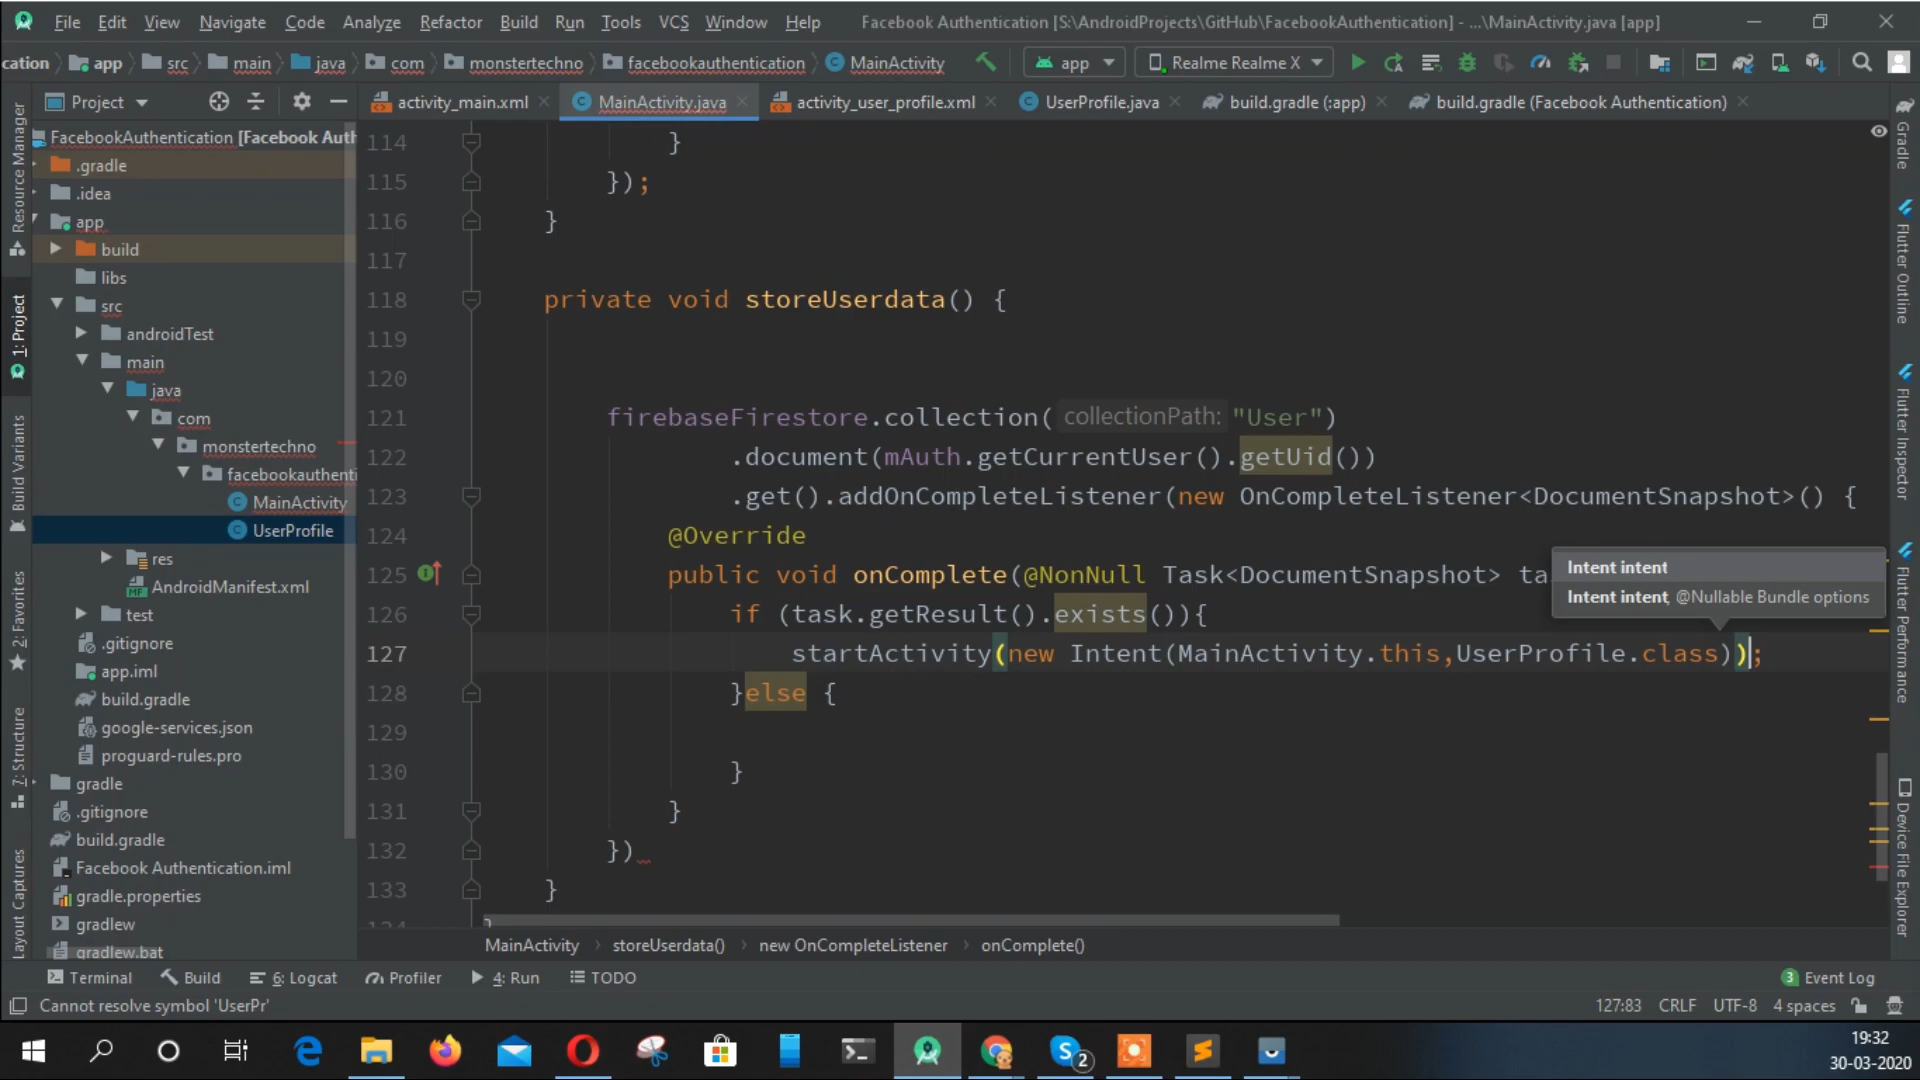 File Edit View Navigate Code Analyze Refactor Build Run Tools VCS Window Help Facebook Authentication [S:\AndroidProjects\GitHub\FacebookAuthentication] - ...\MainActivity.java [app]
cation app src main java com monstertechno facebookauthentication MainActivity app Realme Realme X
Project activity_main.xml MainActivity.java activity_user_profile.xml UserProfile.java build.gradle (:app) build.gradle (Facebook Authentication)
FacebookAuthentication [Facebook Auth
.gradle
.idea
app
build
libs
src
androidTest
main
java
com
monstertechno
facebookauthenti
MainActivity
UserProfile
res
AndroidManifest.xml
test
.gitignore
app.iml
build.gradle
google-services.json
proguard-rules.pro
gradle
.gitignore
build.gradle
Facebook Authentication.iml
gradle.properties
gradlew
gradlew.bat
Resource Manager
1: Project
Build Variants
2: Favorites
7: Structure
Layout Captures
114 }
115 });
116 }
117
118 private void storeUserdata() {
119
120
121 firebaseFirestore.collection( collectionPath: "User")
122 .document(mAuth.getCurrentUser().getUid())
123 .get().addOnCompleteListener(new OnCompleteListener<DocumentSnapshot>() {
124 @Override
125 public void onComplete(@NonNull Task<DocumentSnapshot> ta
126 if (task.getResult().exists()){
127 startActivity(new Intent(MainActivity.this,UserProfile.class));
128 }else {
129
130 }
131 }
132 })
133 }
Intent intent
Intent intent, @Nullable Bundle options
Gradle
Flutter Outline
Flutter Inspector
Flutter Performance
Device File Explorer
MainActivity storeUserdata() new OnCompleteListener onComplete()
Terminal Build 6: Logcat Profiler 4: Run TODO 3 Event Log
Cannot resolve symbol 'UserPr' 127:83 CRLF UTF-8 4 spaces
2
19:32
30-03-2020